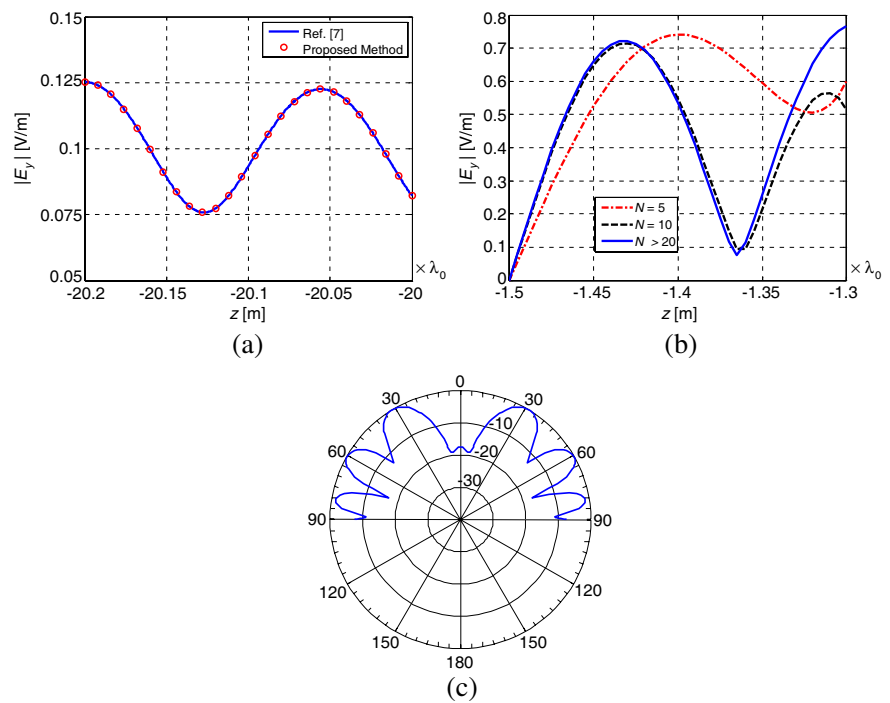 Ref. [7]
Proposed Method
0.15
0.125
0.1
0.075
0.05
|E_y| [V/m]
-20.2 -20.15 -20.1 -20.05 -20
× λ₀
z [m]
(a)
0.8
0.7
0.6
0.5
0.4
0.3
0.2
0.1
0
|E_y| [V/m]
N = 5
N = 10
N > 20
-1.5 -1.45 -1.4 -1.35 -1.3
× λ₀
z [m]
(b)
0
30 30
-10
60 60
-20
-30
90 90
120 120
150 150
180
(c)